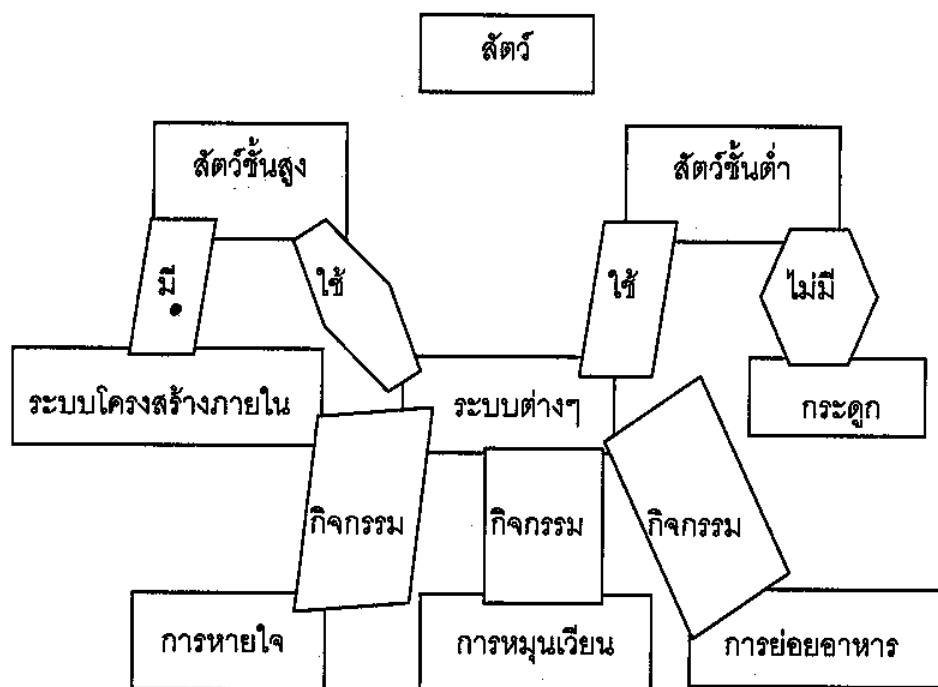 สัตว์
สัตว์ชั้นสูง
สัตว์ชั้นต่ำ
มี
ใช้
ใช้
ไม่มี
ระบบโครงสร้างภายใน
ระบบต่างๆ
กระดูก
กิจกรรม
กิจกรรม
กิจกรรม
การหายใจ
การหมุนเวียน
การย่อยอาหาร